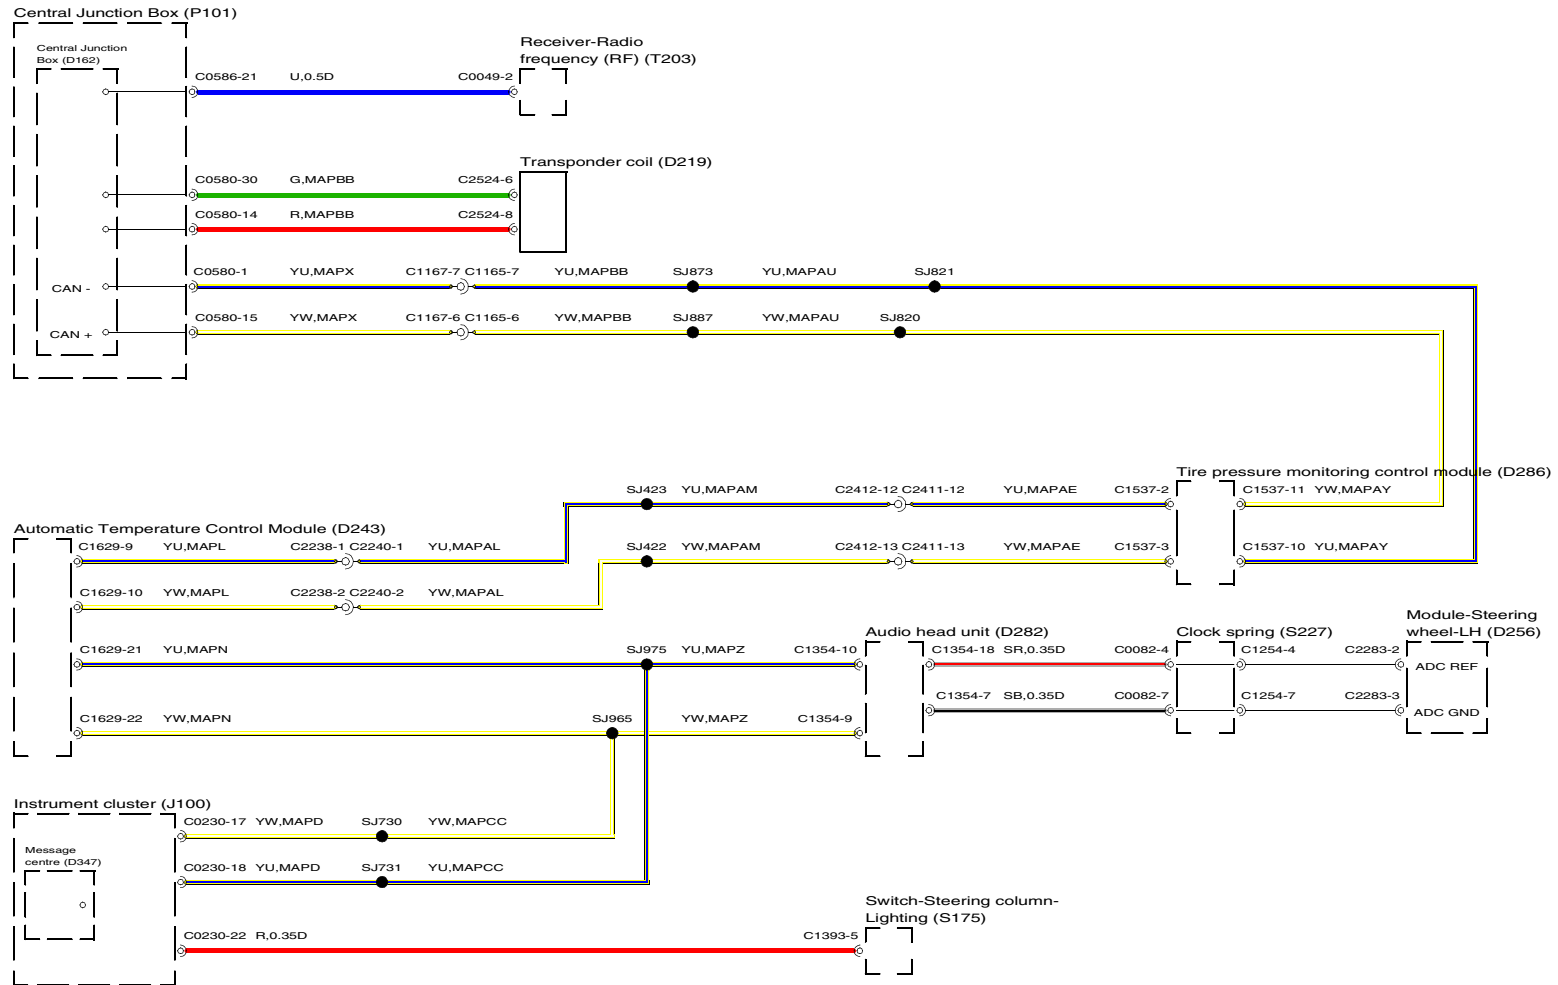 Central Junction Box (P101)
Central Junction
Box (D162)
Receiver-Radio
frequency (RF) (T203)
C0586-21 U,0.5D C0049-2
Transponder coil (D219)
C0580-30 G,MAPBB C2524-6
C0580-14 R,MAPBB C2524-8
C0580-1 YU,MAPX C1167-7 C1165-7 YU,MAPBB SJ873 YU,MAPAU SJ821
CAN -
C0580-15 YW,MAPX C1167-6 C1165-6 YW,MAPBB SJ887 YW,MAPAU SJ820
CAN +
Tire pressure monitoring control module (D286)
SJ423 YU,MAPAM C2412-12 C2411-12 YU,MAPAE C1537-2 C1537-11 YW,MAPAY
Automatic Temperature Control Module (D243)
C1629-9 YU,MAPL C2238-1 C2240-1 YU,MAPAL SJ422 YW,MAPAM C2412-13 C2411-13 YW,MAPAE C1537-3 C1537-10 YU,MAPAY
C1629-10 YW,MAPL C2238-2 C2240-2 YW,MAPAL
Module-Steering
wheel-LH (D256)
Audio head unit (D282) Clock spring (S227)
C1629-21 YU,MAPN SJ975 YU,MAPZ C1354-10 C1354-18 SR,0.35D C0082-4 C1254-4 C2283-2
ADC REF
C1354-7 SB,0.35D C0082-7 C1254-7 C2283-3
ADC GND
C1629-22 YW,MAPN SJ965 YW,MAPZ C1354-9
Instrument cluster (J100)
C0230-17 YW,MAPD SJ730 YW,MAPCC
Message
centre (D347)
C0230-18 YU,MAPD SJ731 YU,MAPCC
Switch-Steering column-
Lighting (S175)
C0230-22 R,0.35D C1393-5